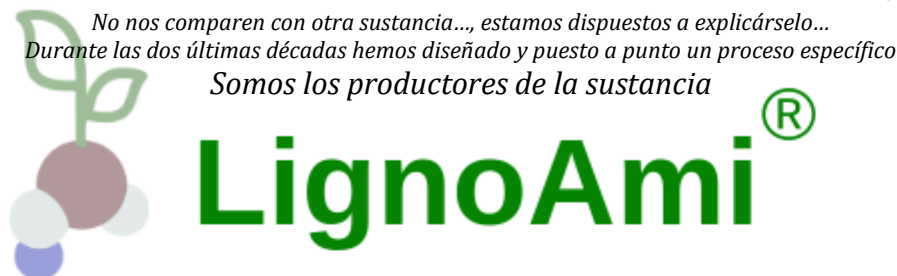 No nos comparen con otra sustancia…, estamos dispuestos a explicárselo…
Durante las dos últimas décadas hemos diseñado y puesto a punto un proceso específico
Somos los productores de la sustancia
LignoAmi®